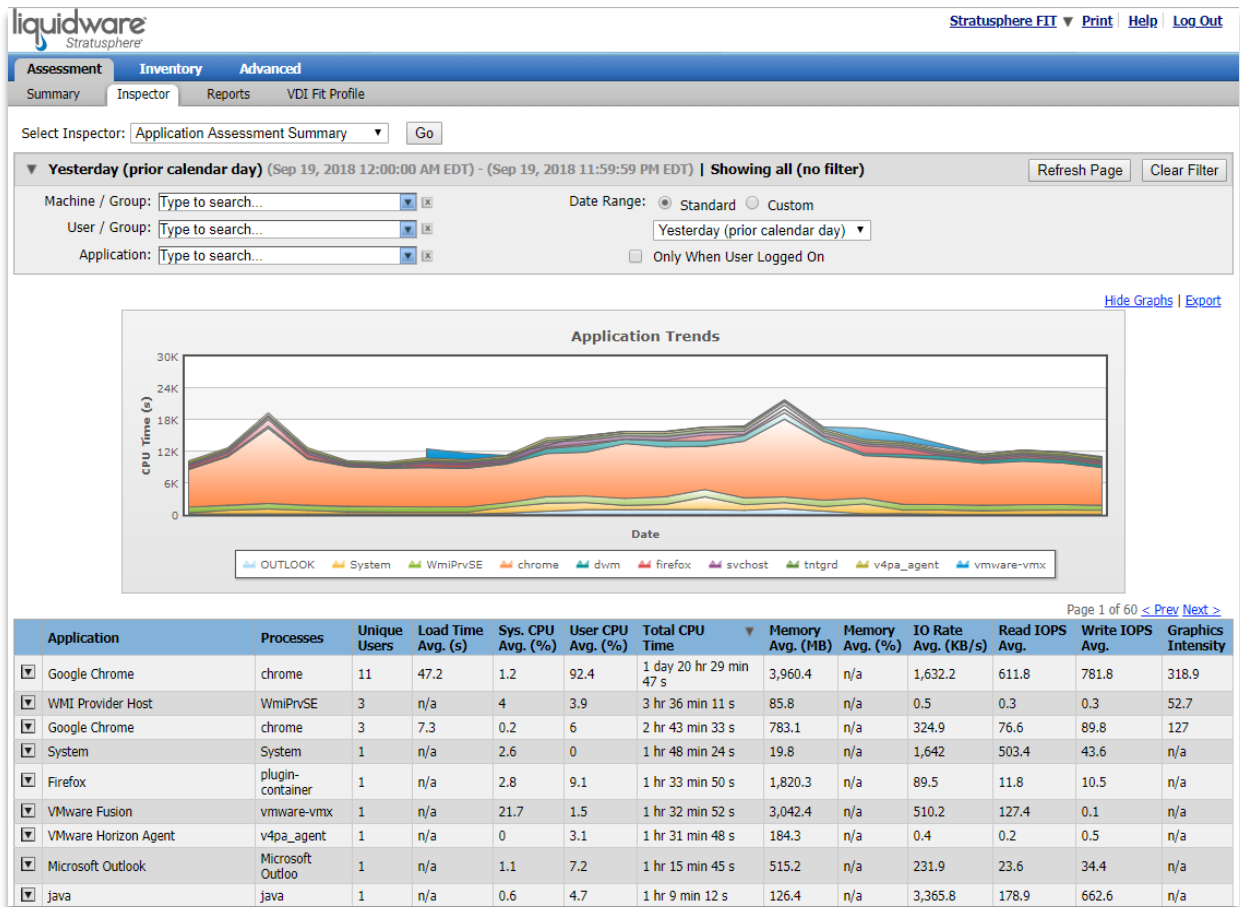 liquidware
Stratusphere
Stratusphere FIT ▼ Print | Help | Log Out
Assessment Inventory Advanced
Summary Inspector Reports VDI Fit Profile
Select Inspector: Application Assessment Summary ▼ Go
▼ Yesterday (prior calendar day) (Sep 19, 2018 12:00:00 AM EDT) - (Sep 19, 2018 11:59:59 PM EDT) | Showing all (no filter) Refresh Page Clear Filter
Machine / Group: Type to search... x Date Range: Standard Custom
User / Group: Type to search... x Yesterday (prior calendar day) ▼
Application: Type to search... x Only When User Logged On
Hide Graphs | Export
Application Trends
30K
24K
18K
12K
6K
0
CPU Time (s)
Date
OUTLOOK System WmiPrvSE chrome dwm firefox svchost tntgrd v4pa_agent vmware-vmx
Page 1 of 60 < Prev Next >
Application Processes Unique Users Load Time Avg. (s) Sys. CPU Avg. (%) User CPU Avg. (%) Total CPU Time ▼ Memory Avg. (MB) Memory Avg. (%) IO Rate Avg. (KB/s) Read IOPS Avg. Write IOPS Avg. Graphics Intensity
Google Chrome chrome 11 47.2 1.2 92.4 1 day 20 hr 29 min 47 s 3,960.4 n/a 1,632.2 611.8 781.8 318.9
WMI Provider Host WmiPrvSE 3 n/a 4 3.9 3 hr 36 min 11 s 85.8 n/a 0.5 0.3 0.3 52.7
Google Chrome chrome 3 7.3 0.2 6 2 hr 43 min 33 s 783.1 n/a 324.9 76.6 89.8 127
System System 1 n/a 2.6 0 1 hr 48 min 24 s 19.8 n/a 1,642 503.4 43.6 n/a
Firefox plugin-container 1 n/a 2.8 9.1 1 hr 33 min 50 s 1,820.3 n/a 89.5 11.8 10.5 n/a
VMware Fusion vmware-vmx 1 n/a 21.7 1.5 1 hr 32 min 52 s 3,042.4 n/a 510.2 127.4 0.1 n/a
VMware Horizon Agent v4pa_agent 1 n/a 0 3.1 1 hr 31 min 48 s 184.3 n/a 0.4 0.2 0.5 n/a
Microsoft Outlook Microsoft Outloo 1 n/a 1.1 7.2 1 hr 15 min 45 s 515.2 n/a 231.9 23.6 34.4 n/a
java java 1 n/a 0.6 4.7 1 hr 9 min 12 s 126.4 n/a 3,365.8 178.9 662.6 n/a